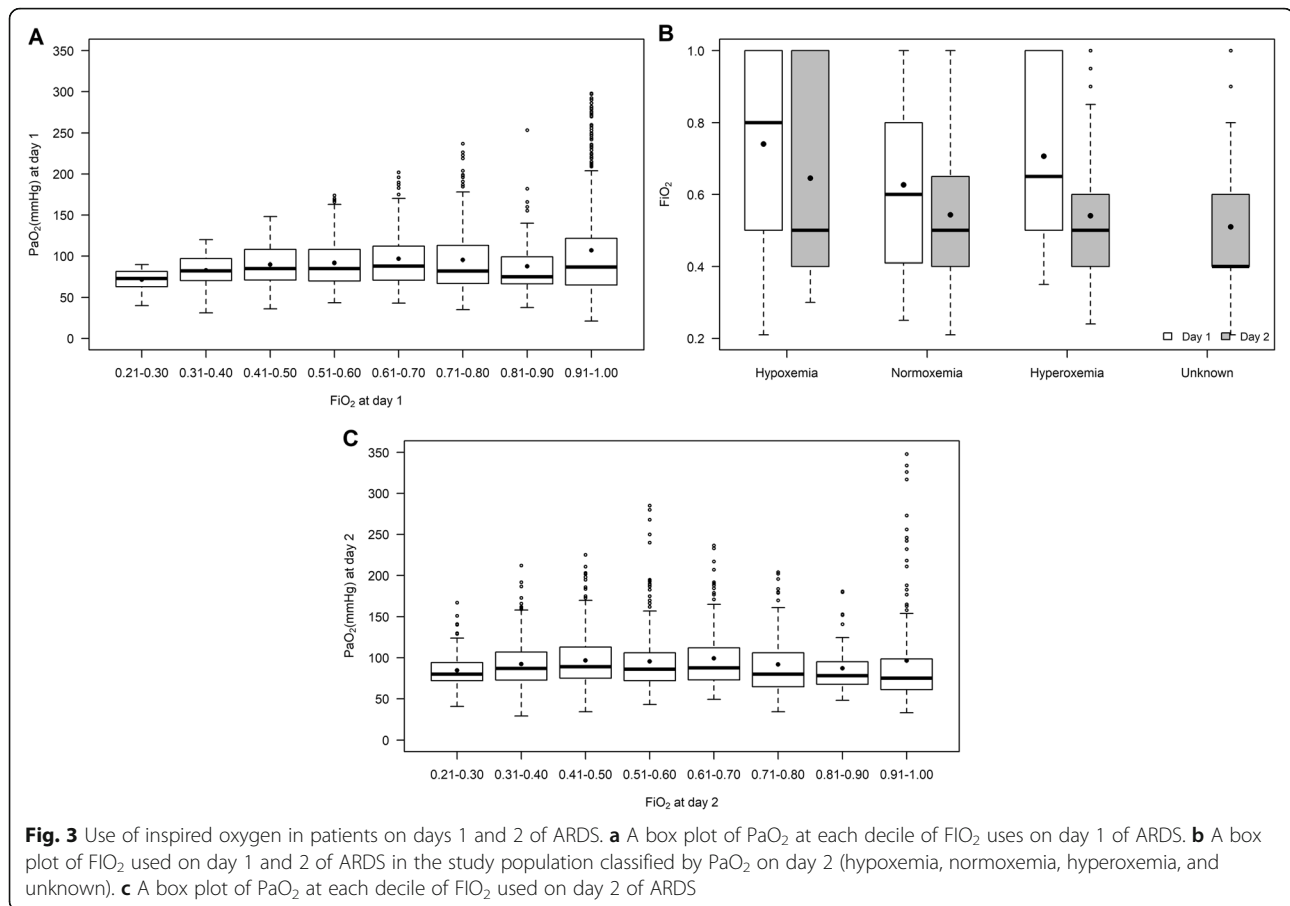 A
350
300
250
200
150
100
50
0
PaO2(mmHg) at day 1
0.21-0.30 0.31-0.40 0.41-0.50 0.51-0.60 0.61-0.70 0.71-0.80 0.81-0.90 0.91-1.00
FiO2 at day 1
B
1.0
0.8
0.6
0.4
0.2
FiO2
Day 1 Day 2
Hypoxemia Normoxemia Hyperoxemia Unknown
C
350
300
250
200
150
100
50
0
PaO2(mmHg) at day 2
0.21-0.30 0.31-0.40 0.41-0.50 0.51-0.60 0.61-0.70 0.71-0.80 0.81-0.90 0.91-1.00
FiO2 at day 2
Fig. 3 Use of inspired oxygen in patients on days 1 and 2 of ARDS. a A box plot of PaO2 at each decile of FIO2 uses on day 1 of ARDS. b A box
plot of FIO2 used on day 1 and 2 of ARDS in the study population classified by PaO2 on day 2 (hypoxemia, normoxemia, hyperoxemia, and
unknown). c A box plot of PaO2 at each decile of FIO2 used on day 2 of ARDS